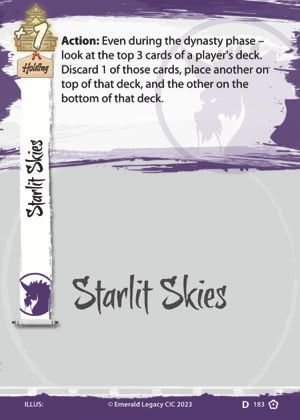 1
Holding
Action: Even during the dynasty phase –
look at the top 3 cards of a player's deck.
Discard 1 of those cards, place another on
top of that deck, and the other on the
bottom of that deck.
Starlit Skies
Starlit Skies
ILLUS: © Emerald Legacy CIC 2023 D 183